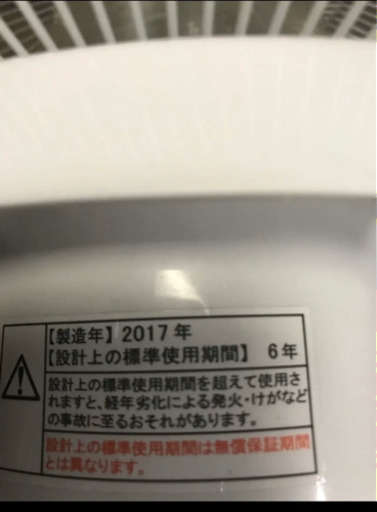 【製造年】2017年
【設計上の標準使用期間】 6年
設計上の標準使用期間を超えて使用さ
れますと、経年劣化による発火・けがなど
の事故に至るおそれがあります。
設計上の標準使用期間は無償保証期間
とは異なります。